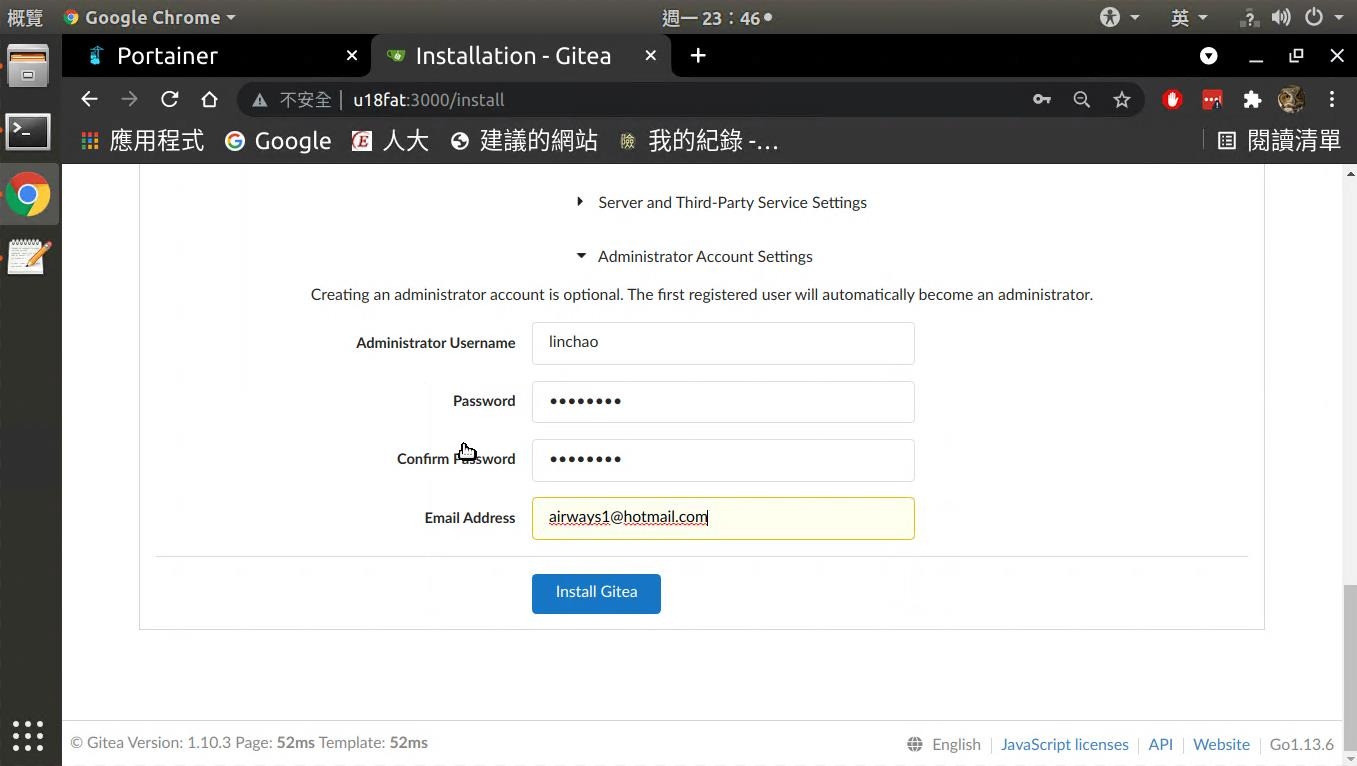 概覽 Google Chrome 週一 23：46 英
Portainer Installation - Gitea
不安全 u18fat:3000/install
應用程式 Google 人大 建議的網站 我的紀錄 -... 閱讀清單
Server and Third-Party Service Settings
Administrator Account Settings
Creating an administrator account is optional. The first registered user will automatically become an administrator.
Administrator Username linchao
Password ••••••••
Confirm Password ••••••••
Email Address airways1@hotmail.com
Install Gitea
© Gitea Version: 1.10.3 Page: 52ms Template: 52ms English JavaScript licenses API Website Go1.13.6